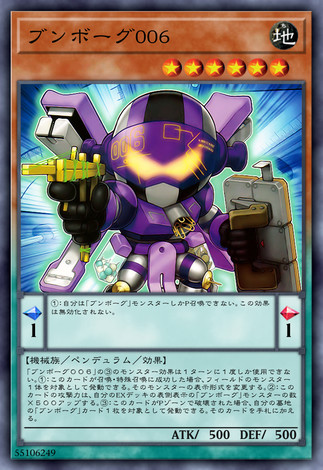 ブンボーグ006
地
006
①:自分は「ブンボーグ」モンスターしかP召喚できない。この効果
は無効化されない。
1
1
【機械族／ペンデュラム／効果】
「ブンボーグ006」の③のモンスター効果は1ターンに1度しか使用できな
い。①:このカードが召喚・特殊召喚に成功した場合、フィールドのモンスター
1体を対象として発動できる。そのモンスターの表示形式を変更する。②:こ
のカードの攻撃力は、自分のEXデッキの表側表示の「ブンボーグ」モンスターの数
×500アップする。③:このカードがPゾーンで破壊された場合、自分の墓地
の「ブンボーグ」カード1枚を対象として発動できる。そのカードを手札に加え
る。
ATK/ 500 DEF/ 500
55106249